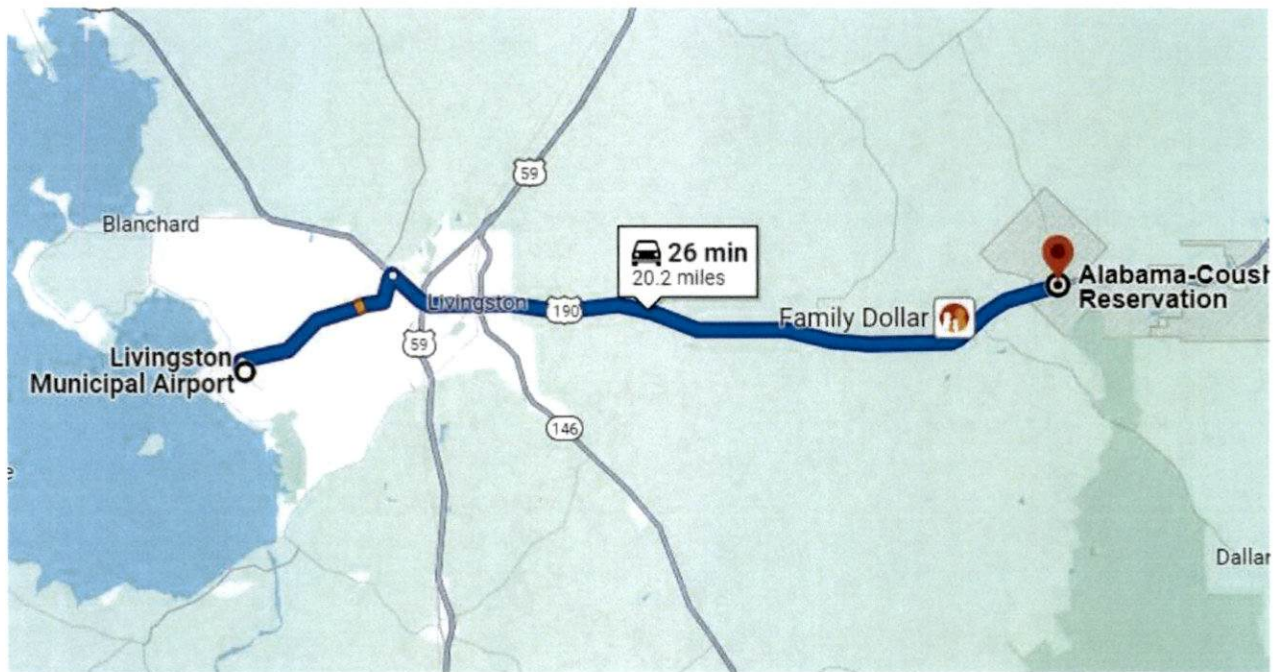 59
Blanchard
26 min
20.2 miles
Alabama-Coush
Reservation
Livingston
190
Family Dollar
59
Livingston
Municipal Airport
146
e
Dallar